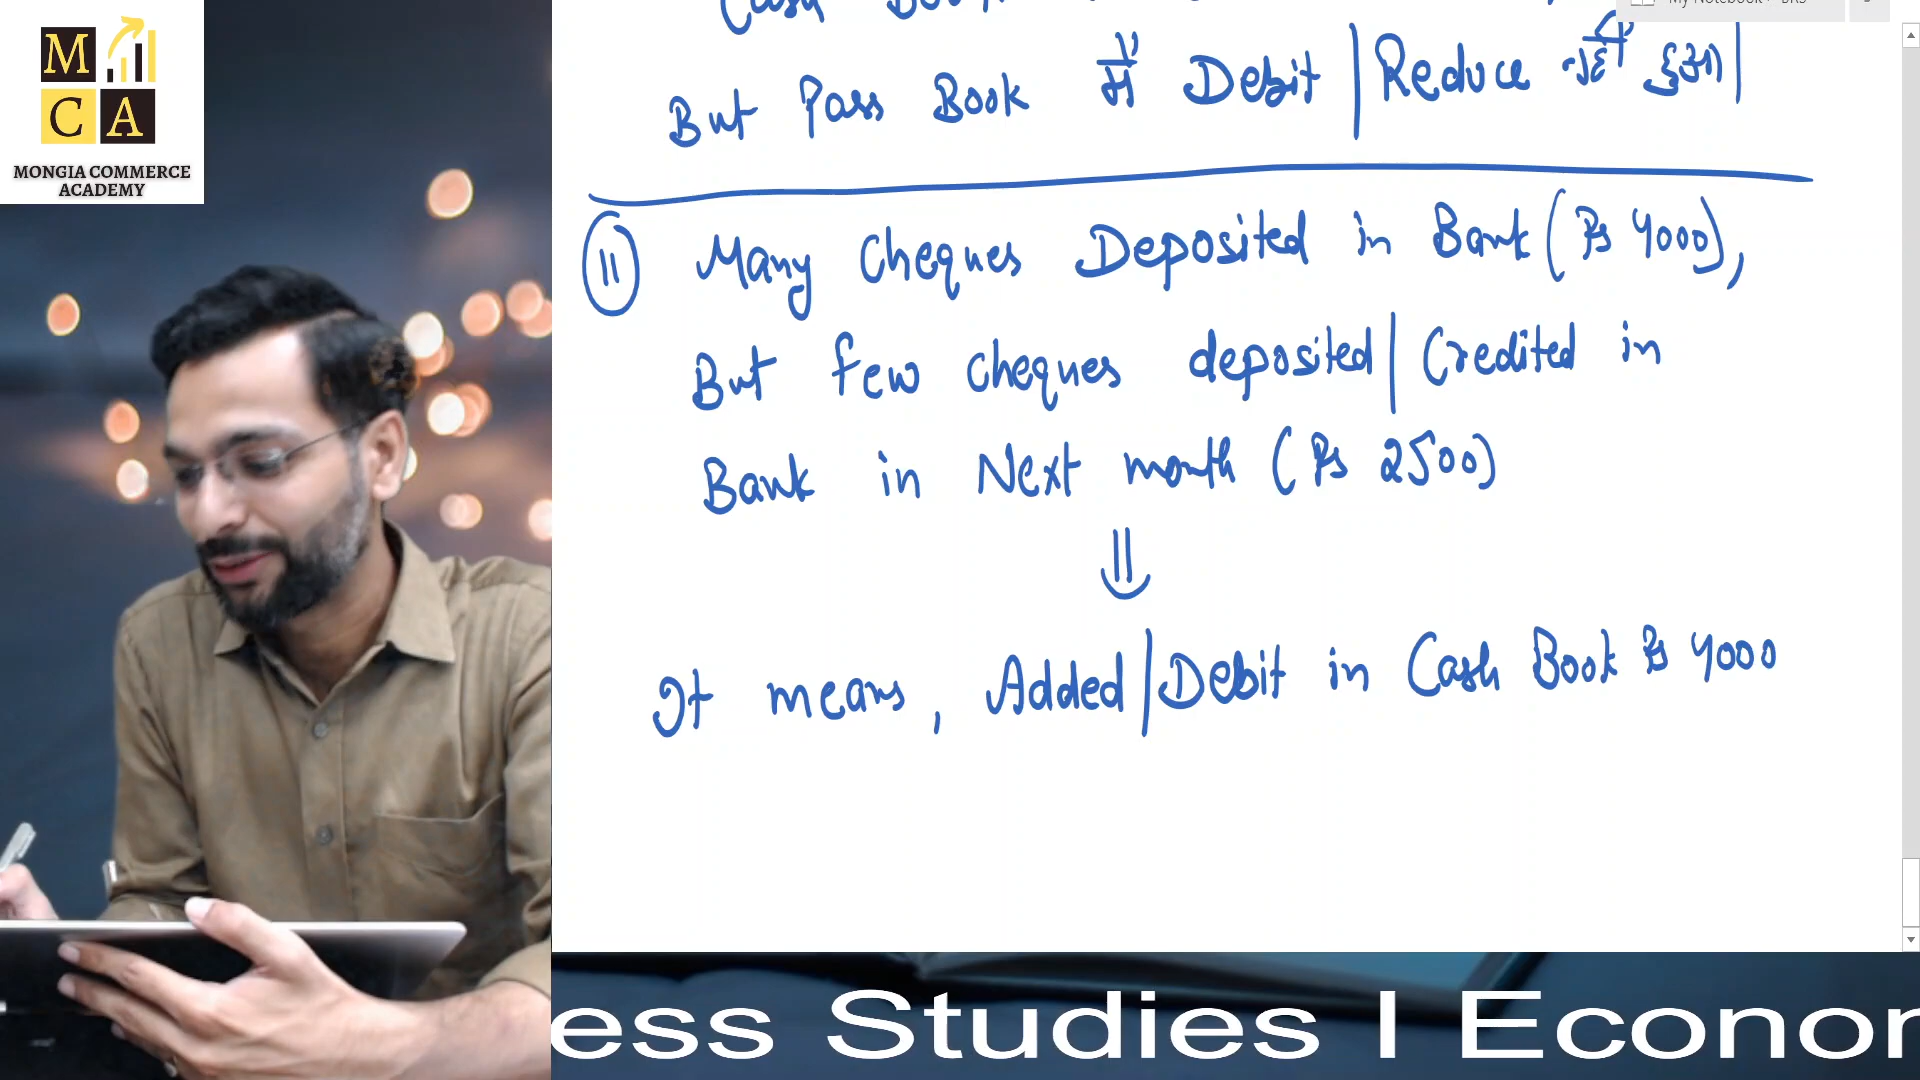 M
C A
MONGIA COMMERCE
ACADEMY
But Pass Book में Debit | Reduce नहीं हुआ |
11 Many Cheques Deposited in Bank (Rs 4000),
But few cheques deposited | Credited in
Bank in Next month (Rs 2500)
It means, Added | Debit in Cash Book Rs 4000
ess Studies I Econor